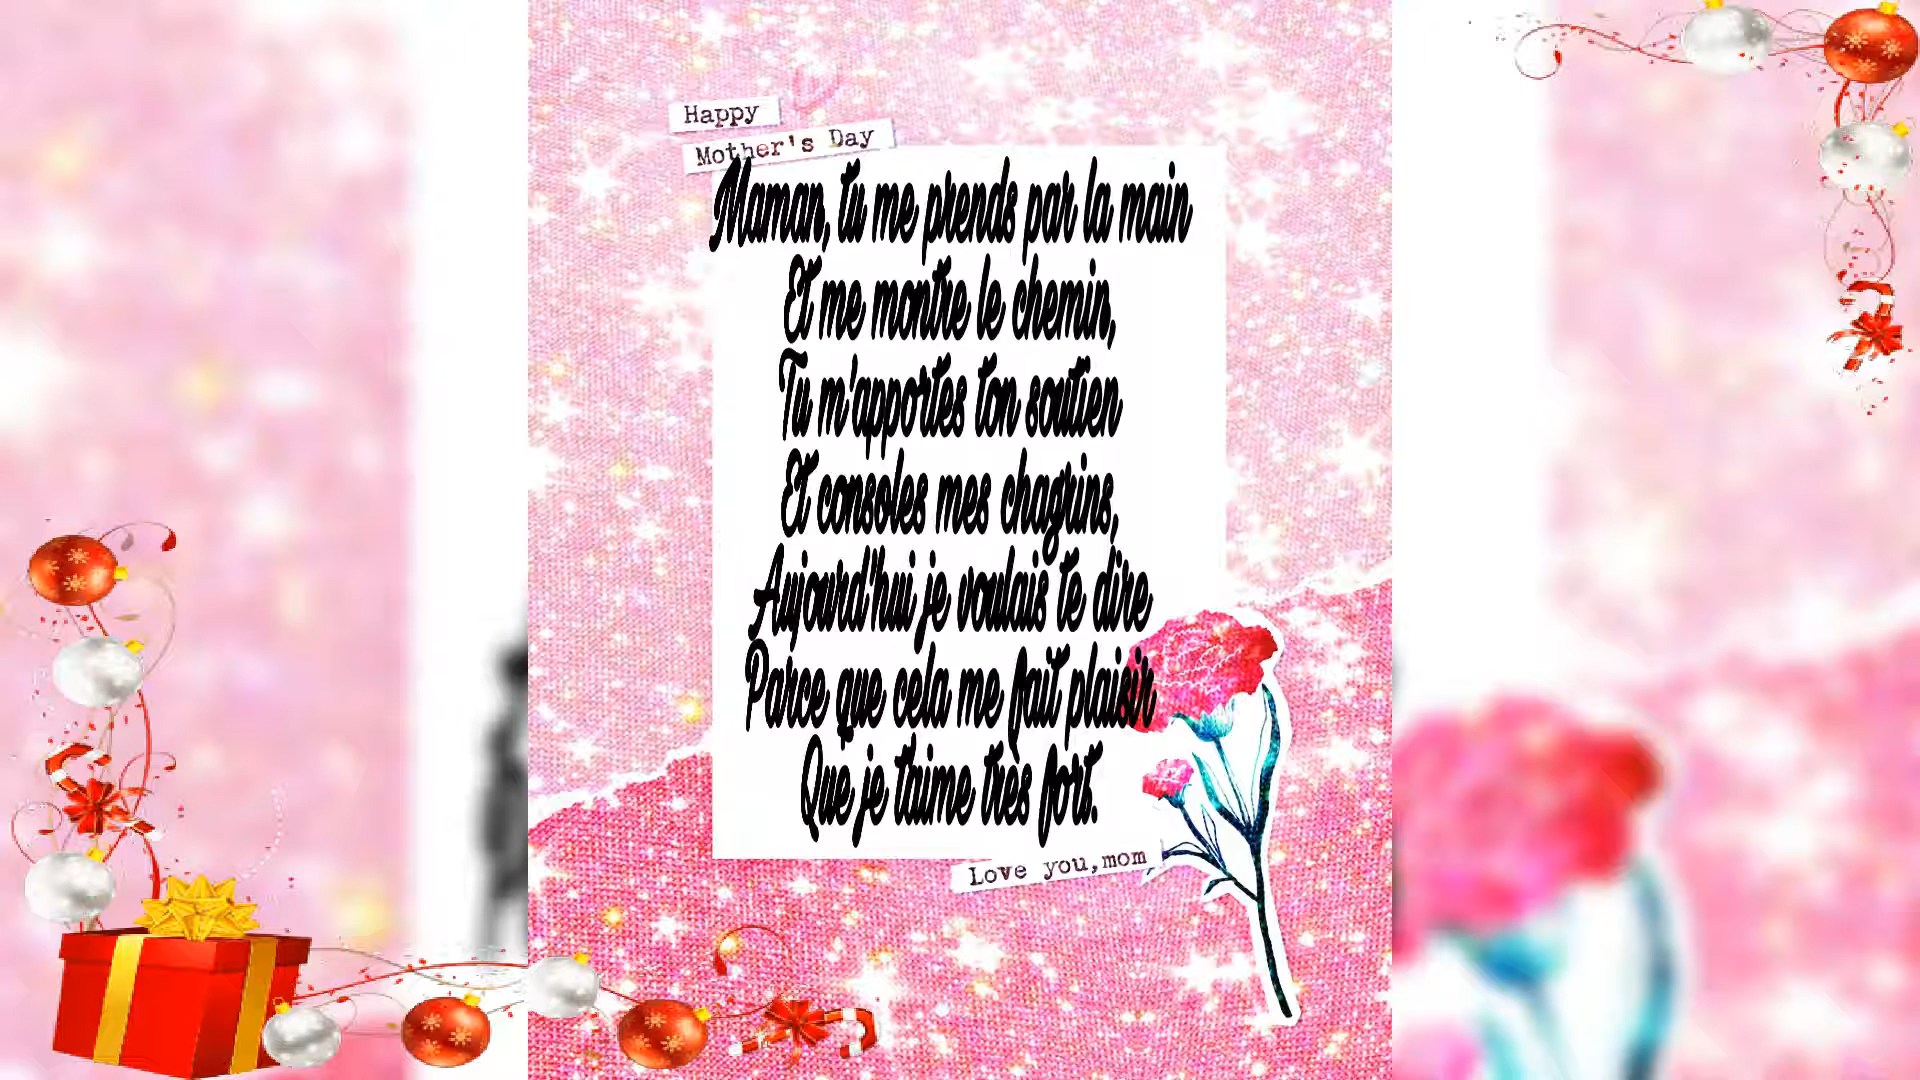 Happy
Mother's Day
Maman, tu me prends par la main
Et me montre le chemin,
Tu m'apportes ton soutien
Et consoles mes chagrins,
Aujourd'hui je voulais te dire
Parce que cela me fait plaisir
Que je t'aime très fort.
Love you,mom